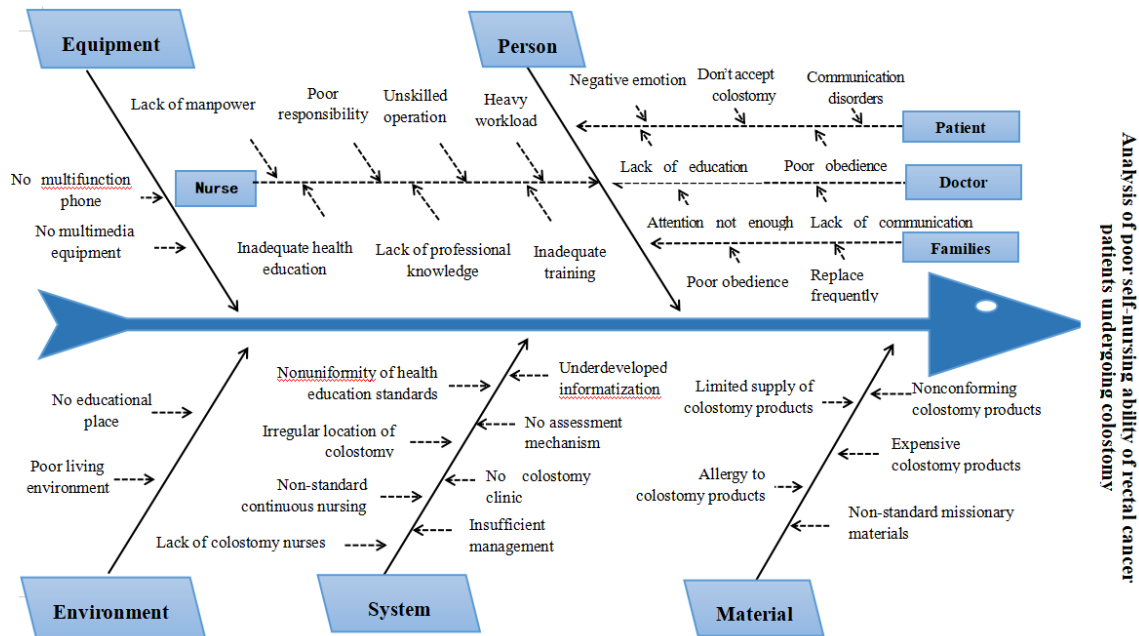 Equipment
Person
Lack of manpower
Poor
responsibility
Unskilled
operation
Heavy
workload
Negative emotion
Don't accept
colostomy
Communication
disorders
Patient
No multifunction
phone
Nurse
Lack of education
Poor obedience
Doctor
No multimedia
equipment
Inadequate health
education
Lack of professional
knowledge
Inadequate
training
Attention not enough
Lack of communication
Families
Poor obedience
Replace
frequently
Analysis of poor self-nursing ability of rectal cancer
patients undergoing colostomy
No educational
place
Poor living
environment
Nonuniformity of health
education standards
Underdeveloped
informatization
Irregular location of
colostomy
No assessment
mechanism
Non-standard
continuous nursing
No colostomy
clinic
Lack of colostomy nurses
Insufficient
management
Limited supply of
colostomy products
Nonconforming
colostomy products
Expensive
colostomy products
Allergy to
colostomy products
Non-standard missionary
materials
Environment
System
Material